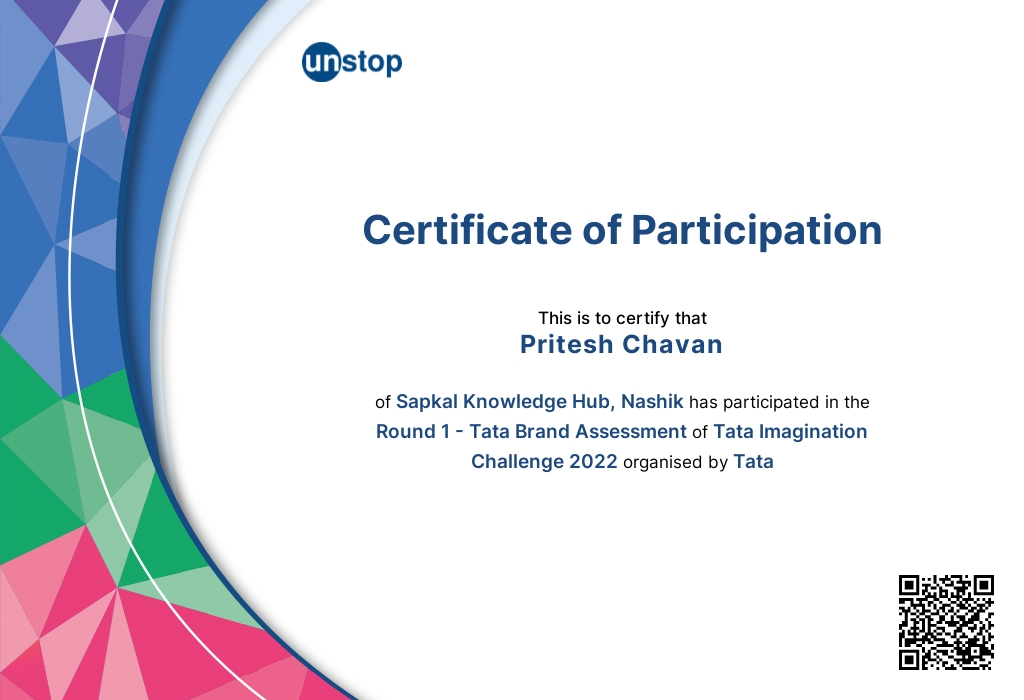 unstop
Certificate of Participation
This is to certify that
Pritesh Chavan
of Sapkal Knowledge Hub, Nashik has participated in the
Round 1 - Tata Brand Assessment of Tata Imagination
Challenge 2022 organised by Tata